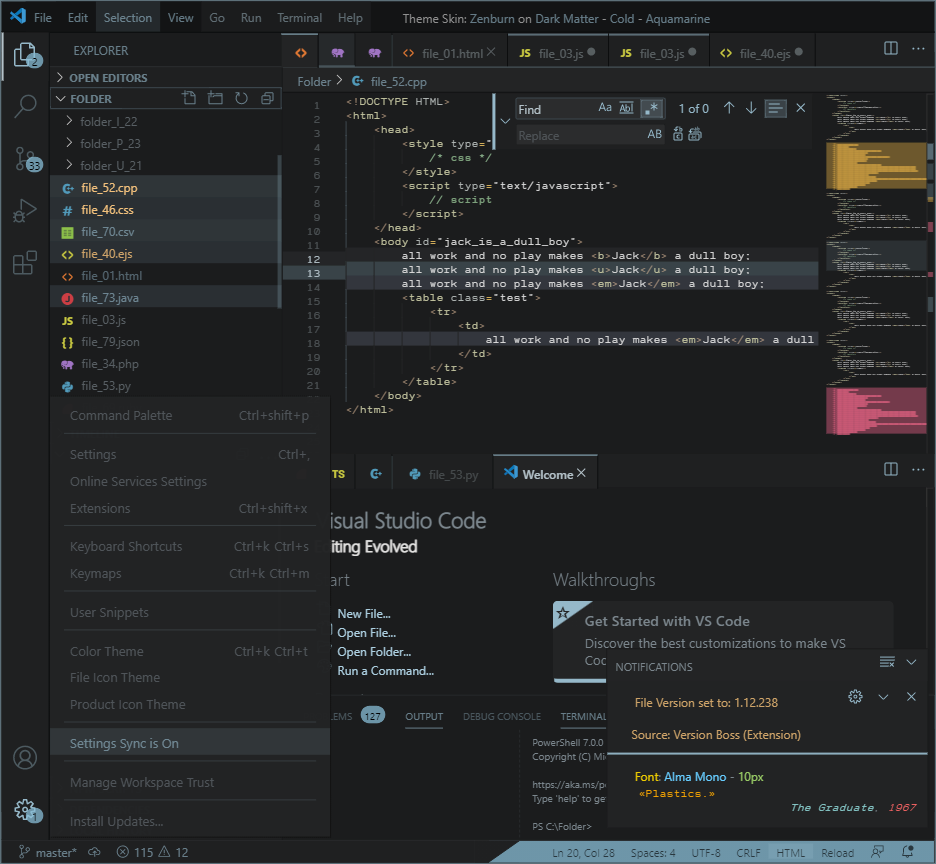 File Edit Selection View Go Run Terminal Help Theme Skin: Zenburn on Dark Matter - Cold - Aquamarine
2
33
1
EXPLORER
OPEN EDITORS
FOLDER
folder_I_22
folder_P_23
folder_U_21
file_52.cpp
file_46.css
file_70.csv
file_40.ejs
file_01.html
file_73.java
file_03.js
file_79.json
file_34.php
file_53.py
Command Palette Ctrl+shift+p
Settings Ctrl+,
Online Services Settings
Extensions Ctrl+shift+x
Keyboard Shortcuts Ctrl+k Ctrl+s
Keymaps Ctrl+k Ctrl+m
User Snippets
Color Theme Ctrl+k Ctrl+t
File Icon Theme
Product Icon Theme
Settings Sync is On
Manage Workspace Trust
Install Updates...
file_01.html JS file_03.js JS file_03.js file_40.ejs
Folder > file_52.cpp
Find Aa Abl .* 1 of 0
Replace AB
1 <!DOCTYPE HTML>
2 <html>
3 <head>
4 <style type="
5 /* css */
6 </style>
7 <script type="text/javascript">
8 // script
9 </script>
10 </head>
11 <body id="jack_is_a_dull_boy">
12 all work and no play makes <b>Jack</b> a dull boy;
13 all work and no play makes <u>Jack</u> a dull boy;
14 all work and no play makes <em>Jack</em> a dull boy;
15 <table class="test">
16 <tr>
17 <td>
18 all work and no play makes <em>Jack</em> a dull
19 </td>
20 </tr>
21 </table>
</body>
</html>
TS file_53.py Welcome
isual Studio Code
iting Evolved
art
New File...
Open File...
Open Folder...
Run a Command...
Walkthroughs
Get Started with VS Code
Discover the best customizations to make VS
Coo
LEMS 127 OUTPUT DEBUG CONSOLE TERMINAL
PowerShell 7.0.0
Copyright (C) Mi
https://aka.ms/p
Type 'help' to ge
PS C:\Folder>
NOTIFICATIONS
File Version set to: 1.12.238
Source: Version Boss (Extension)
Font: Alma Mono - 10px
«Plastics.»
The Graduate, 1967
master* 115 12 Ln 20, Col 28 Spaces: 4 UTF-8 CRLF HTML Reload